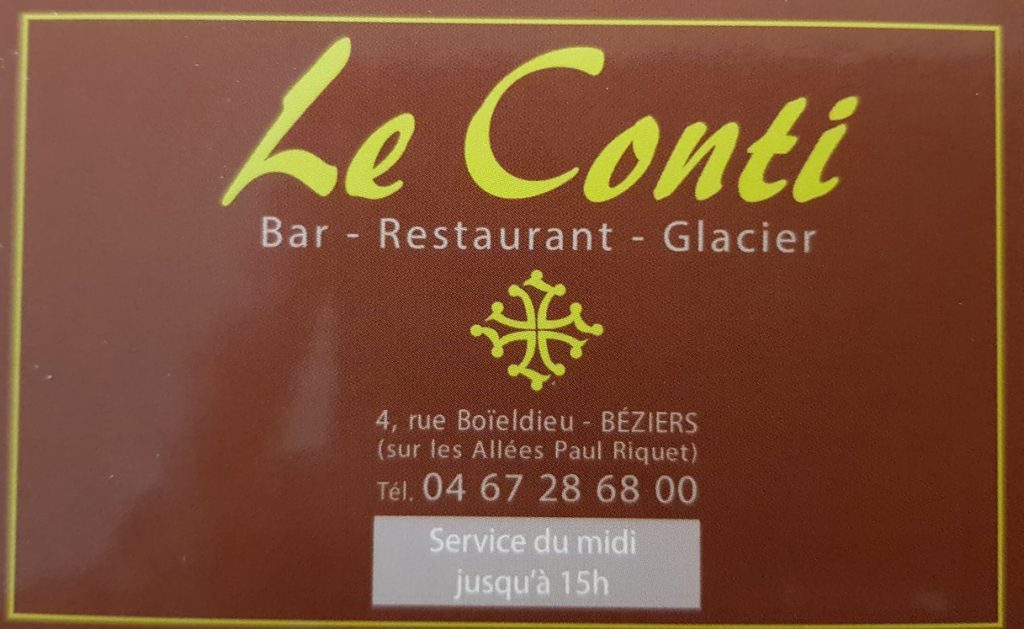 Le Conti
Bar - Restaurant - Glacier
4, rue Boïeldieu - BÉZIERS
(sur les Allées Paul Riquet)
Tél. 04 67 28 68 00
Service du midi
jusqu'à 15h